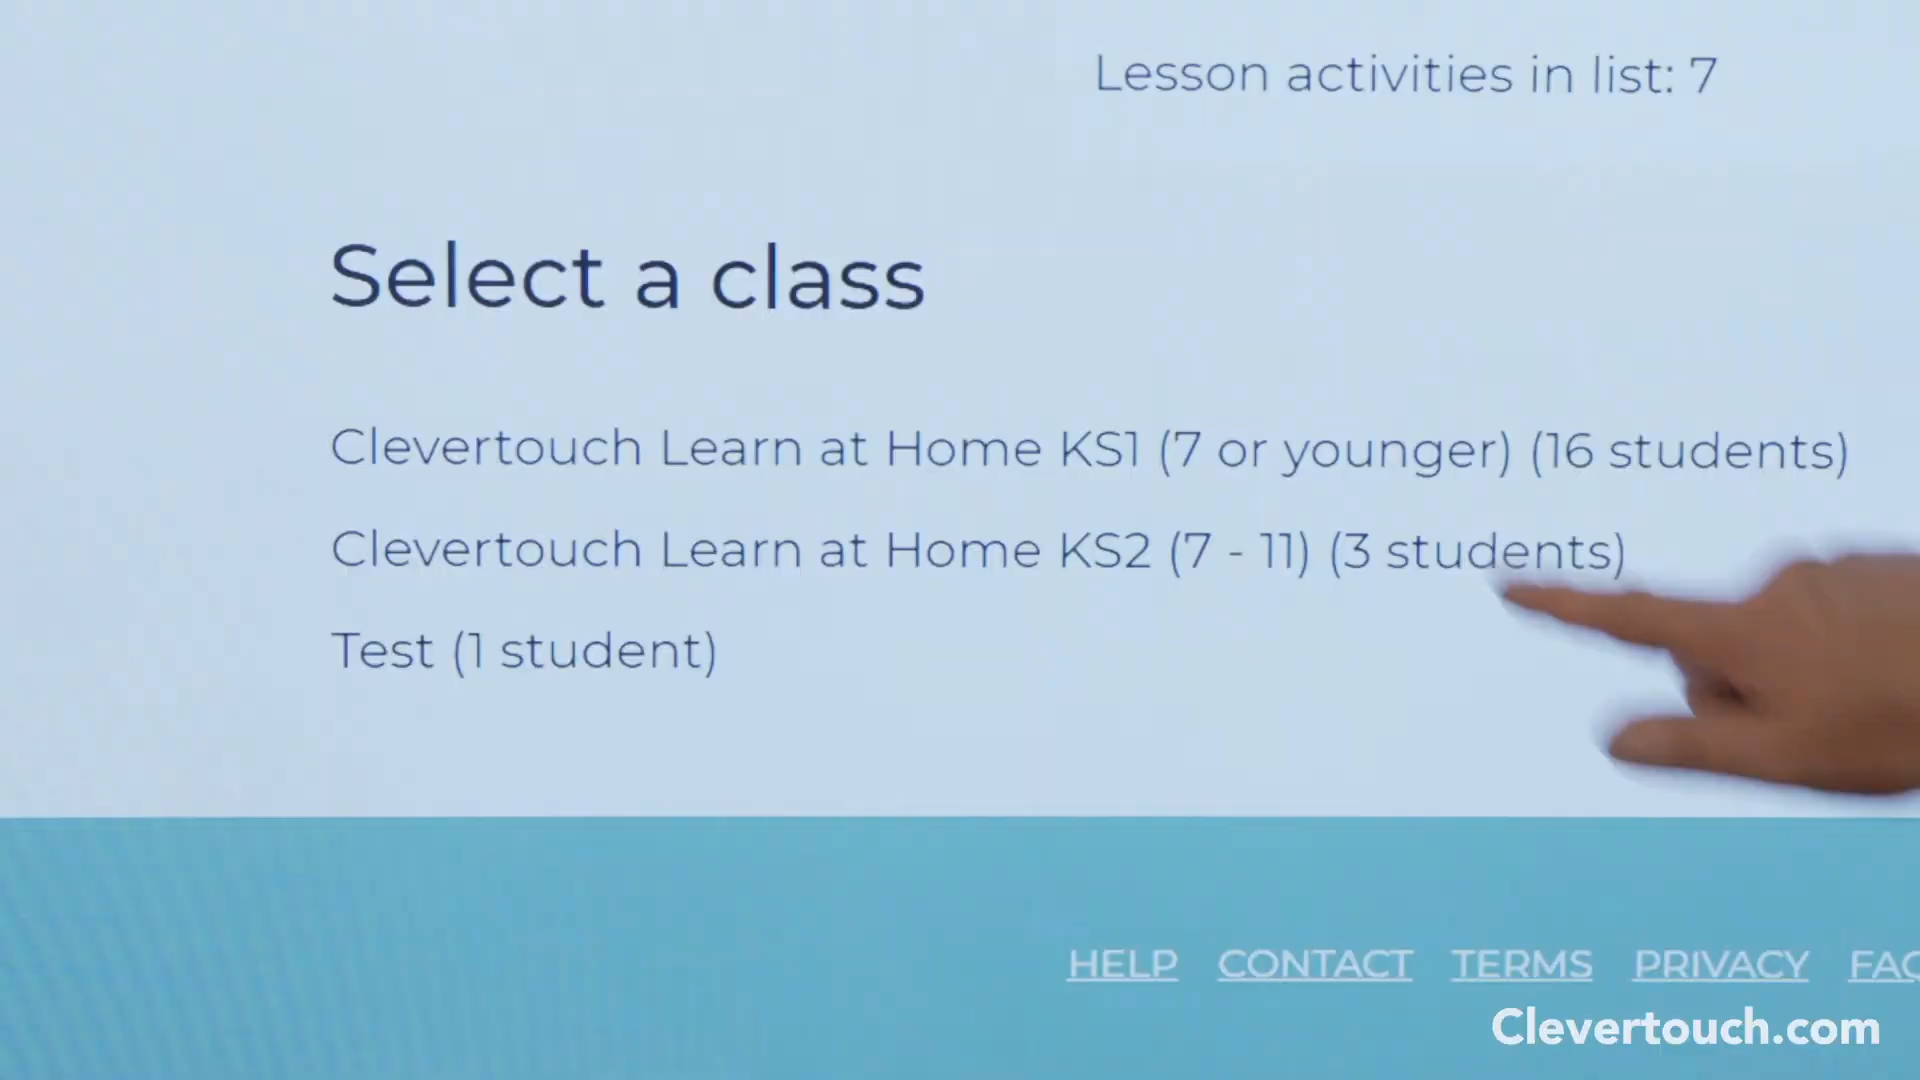 Lesson activities in list: 7
Select a class
Clevertouch Learn at Home KS1 (7 or younger) (16 students)
Clevertouch Learn at Home KS2 (7 - 11) (3 students)
Test (1 student)
HELP CONTACT TERMS PRIVACY FAQ
Clevertouch.com